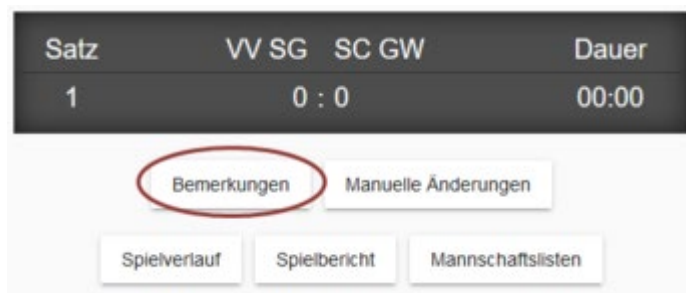 Satz VV SG SC GW Dauer
1 0 : 0 00:00
Bemerkungen Manuelle Änderungen
Spielverlauf Spielbericht Mannschaftslisten